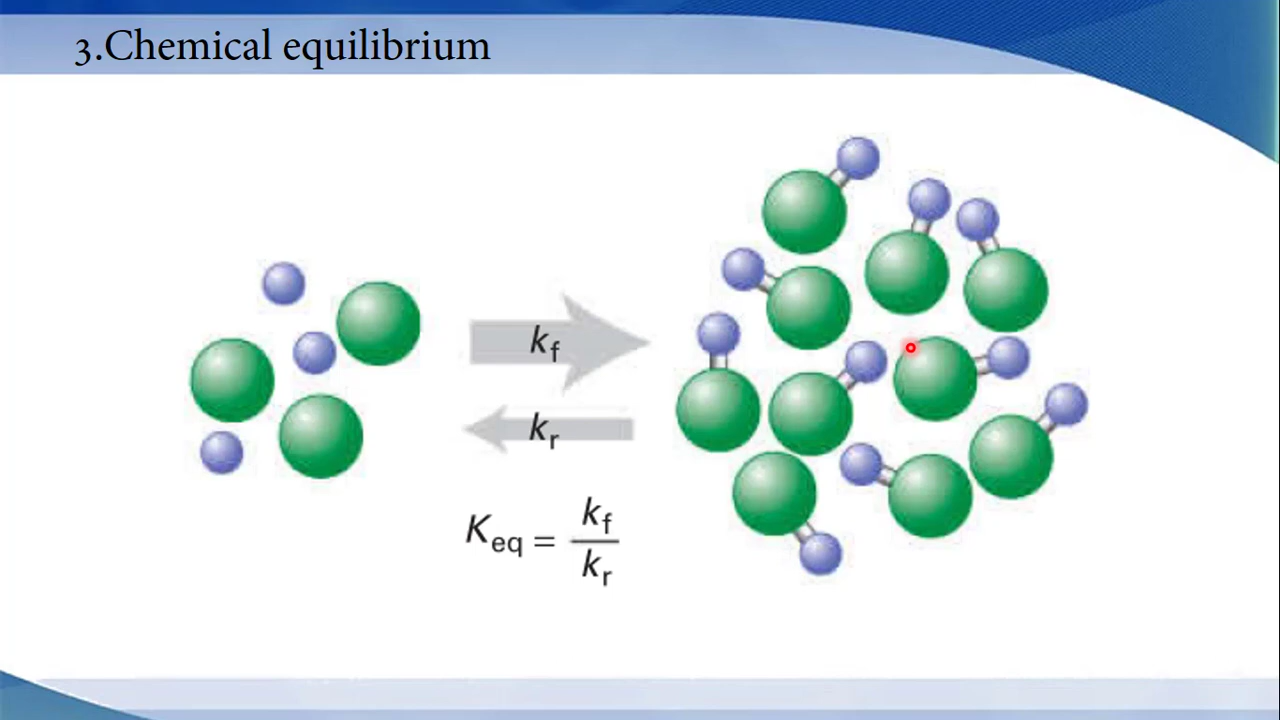 3.Chemical equilibrium
kf
kr
Keq = kf
kr